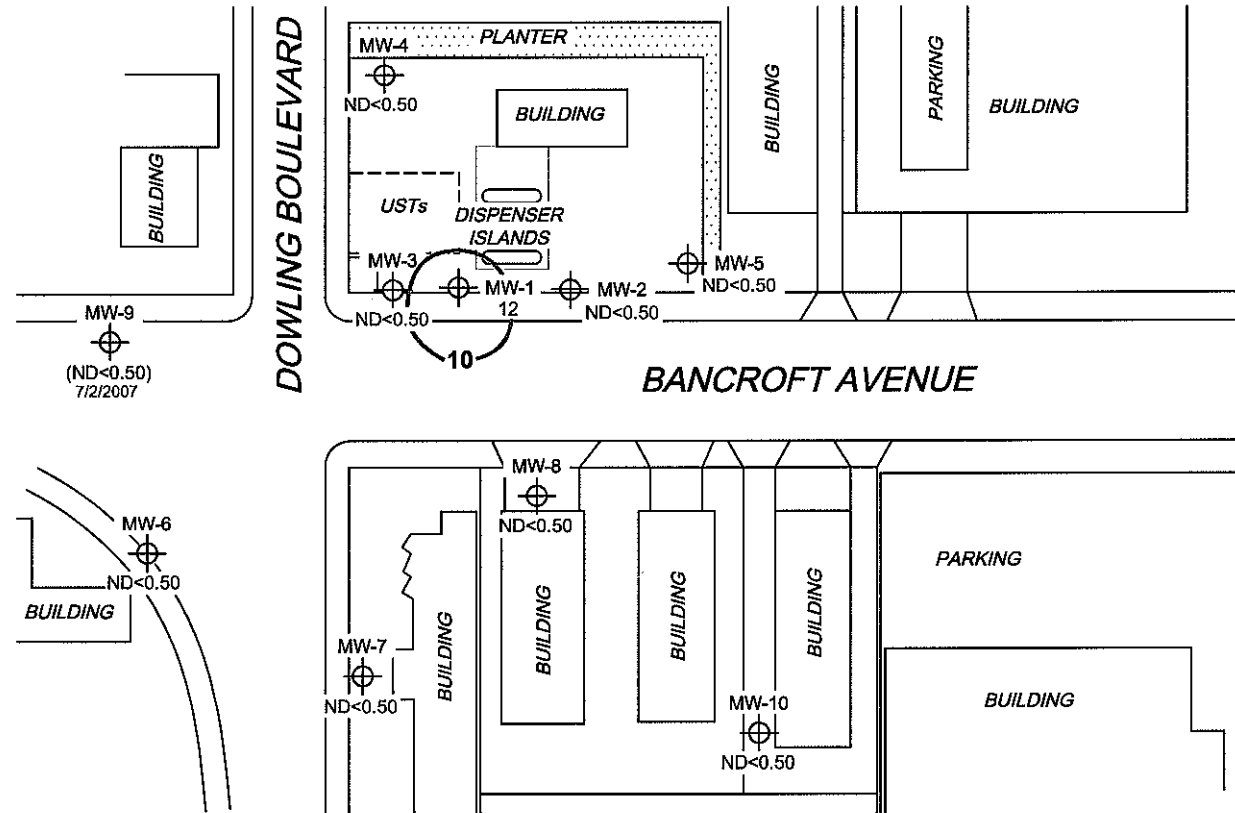 DOWLING BOULEVARD
MW-4
ND<0.50
PLANTER
BUILDING
BUILDING
PARKING
BUILDING
BUILDING
USTs
DISPENSER
ISLANDS
MW-3
ND<0.50
MW-1
12
MW-2
ND<0.50
MW-5
ND<0.50
10
MW-9
(ND<0.50)
7/2/2007
BANCROFT AVENUE
MW-6
ND<0.50
BUILDING
MW-8
ND<0.50
MW-7
ND<0.50
BUILDING
BUILDING
BUILDING
BUILDING
MW-10
ND<0.50
PARKING
BUILDING